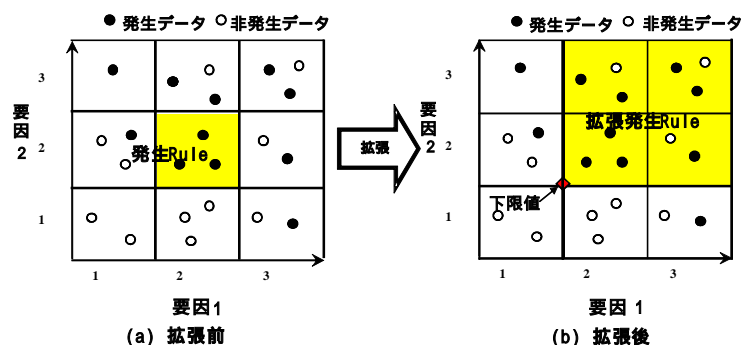 ● 発生データ ○ 非発生データ
3
2
1
要因2
発生Rule
1 2 3
要因1
(a) 拡張前
拡張
● 発生データ ○ 非発生データ
3
2
1
要因2
拡張発生Rule
下限値
1 2 3
要因 1
(b) 拡張後